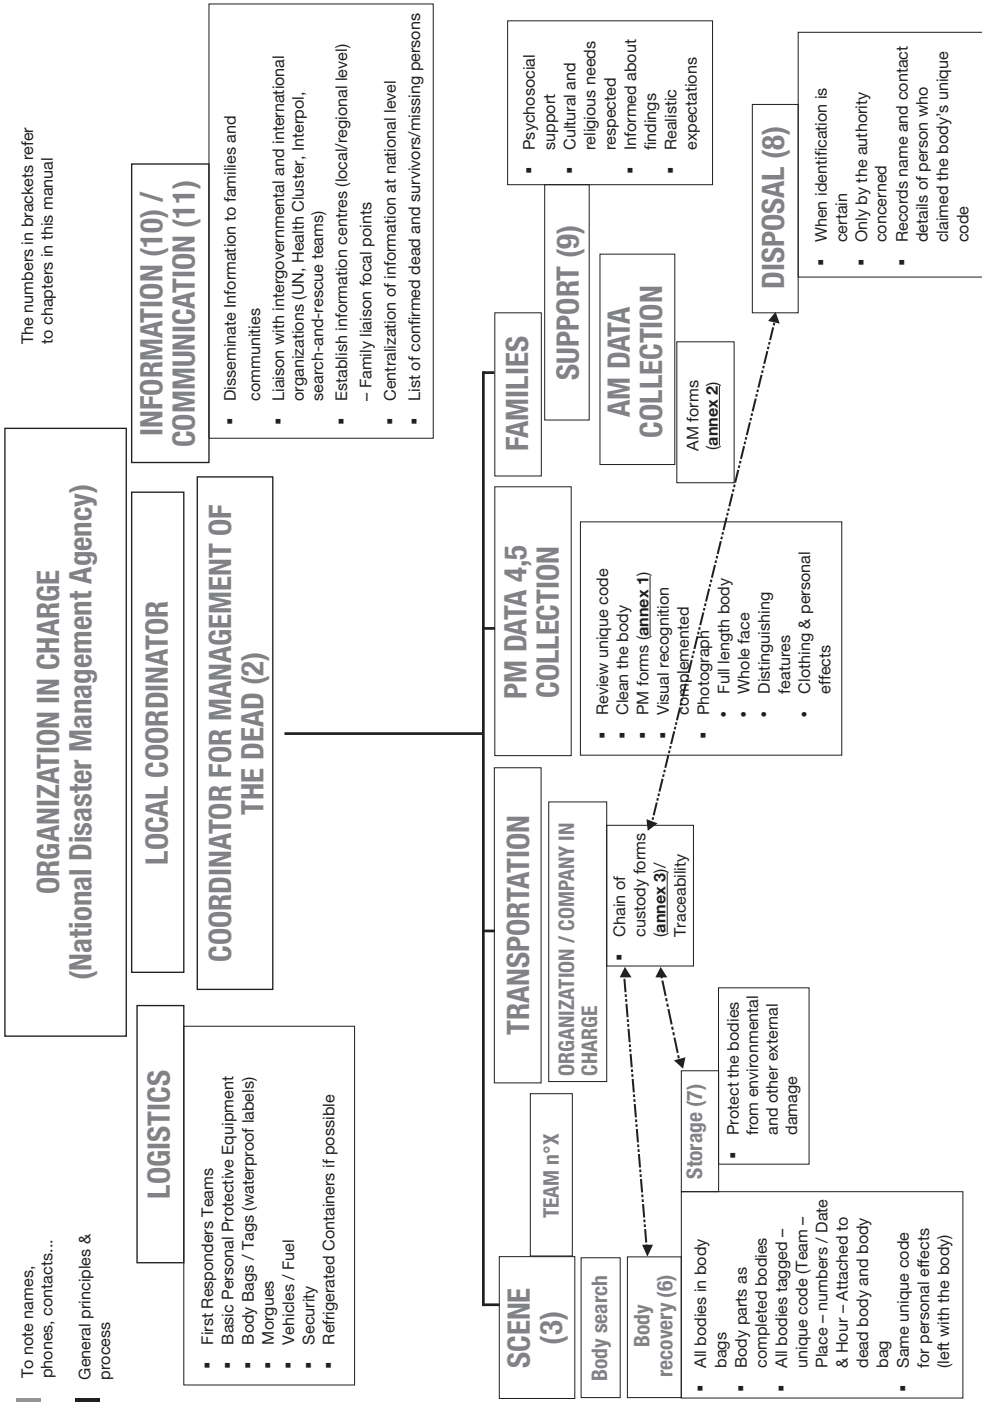 To note names,
phones, contacts...
General principles &
process
The numbers in brackets refer
to chapters in this manual
ORGANIZATION IN CHARGE
(National Disaster Management Agency)
LOGISTICS
▪ First Responders Teams
▪ Basic Personal Protective Equipment
▪ Body Bags / Tags (waterproof labels)
▪ Morgues
▪ Vehicles / Fuel
▪ Security
▪ Refrigerated Containers if possible
LOCAL COORDINATOR
COORDINATOR FOR MANAGEMENT OF
THE DEAD (2)
INFORMATION (10) /
COMMUNICATION (11)
▪ Disseminate Information to families and
communities
▪ Liaison with intergovernmental and international
organizations (UN, Health Cluster, Interpol,
search-and-rescue teams)
▪ Establish information centres (local/regional level)
– Family liaison focal points
▪ Centralization of information at national level
▪ List of confirmed dead and survivors/missing persons
SCENE
(3)
TEAM n°X
Body search
Body
recovery (6)
▪ All bodies in body
bags
▪ Body parts as
completed bodies
▪ All bodies tagged –
unique code (Team –
Place – numbers / Date
& Hour – Attached to
dead body and body
bag
▪ Same unique code
for personal effects
(left with the body)
Storage (7)
▪ Protect the bodies
from environmental
and other external
damage
TRANSPORTATION
ORGANIZATION / COMPANY IN
CHARGE
▪ Chain of
custody forms
(annex 3)/
Traceability
PM DATA 4,5
COLLECTION
▪ Review unique code
▪ Clean the body
▪ PM forms (annex 1)
▪ Visual recognition
complemented
▪ Photograph
• Full length body
• Whole face
• Distinguishing
features
• Clothing & personal
effects
FAMILIES
SUPPORT (9)
▪ Psychosocial
support
▪ Cultural and
religious needs
respected
▪ Informed about
findings
▪ Realistic
expectations
AM DATA
COLLECTION
AM forms
(annex 2)
DISPOSAL (8)
▪ When identification is
certain
▪ Only by the authority
concerned
▪ Records name and contact
details of person who
claimed the body's unique
code